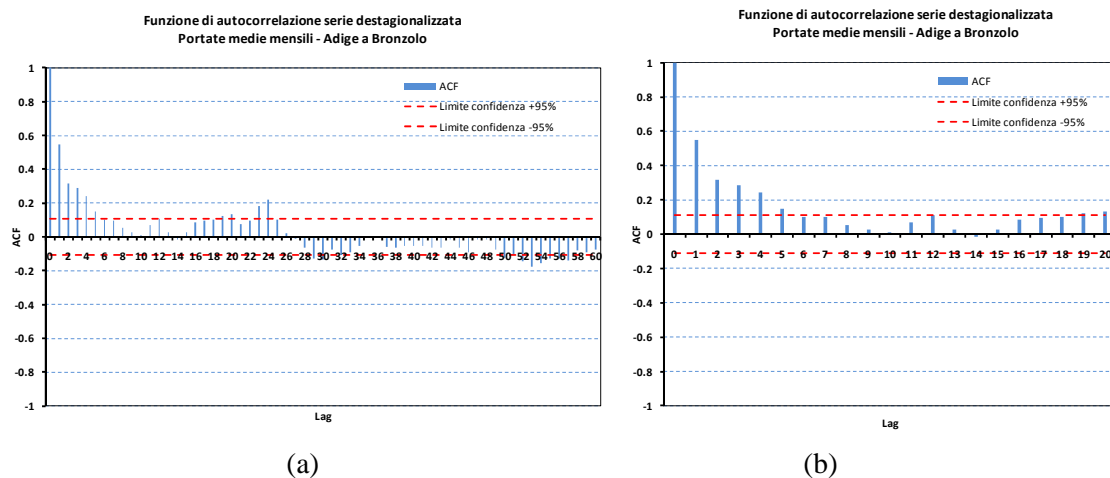 Funzione di autocorrelazione serie destagionalizzata
Portate medie mensili - Adige a Bronzolo
1
0.8
0.6
0.4
0.2
0
-0.2
-0.4
-0.6
-0.8
-1
ACF
ACF
Limite confidenza +95%
Limite confidenza -95%
0 2 4 6 8 10 12 14 16 18 20 22 24 26 28 30 32 34 36 38 40 42 44 46 48 50 52 54 56 58 60
Lag
(a)
Funzione di autocorrelazione serie destagionalizzata
Portate medie mensili - Adige a Bronzolo
1
0.8
0.6
0.4
0.2
0
-0.2
-0.4
-0.6
-0.8
-1
ACF
ACF
Limite confidenza +95%
Limite confidenza -95%
0 1 2 3 4 5 6 7 8 9 10 11 12 13 14 15 16 17 18 19 20
Lag
(b)